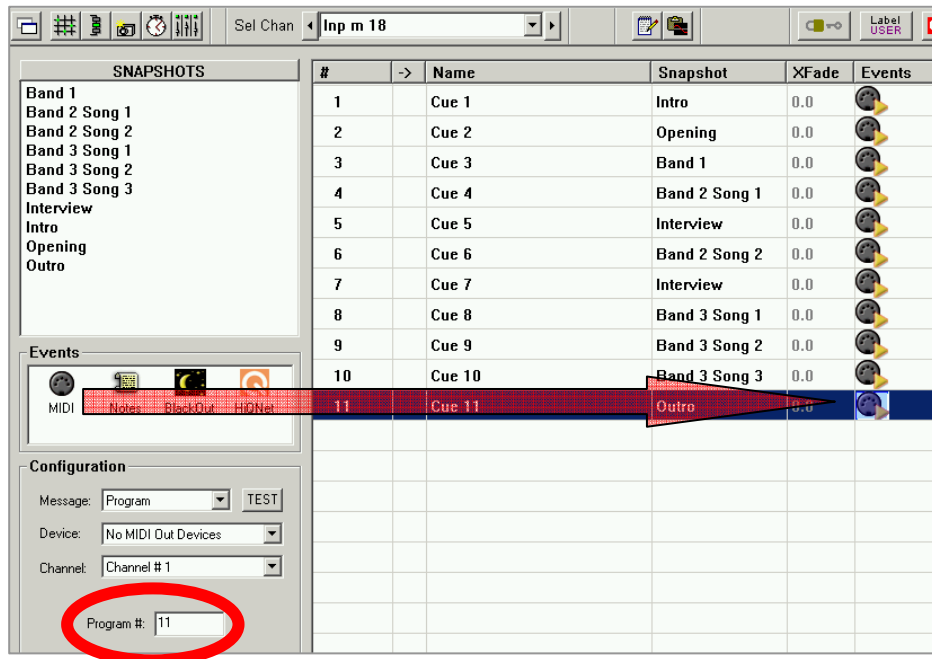 Sel Chan Inp m 18 Label USER
SNAPSHOTS
Band 1
Band 2 Song 1
Band 2 Song 2
Band 3 Song 1
Band 3 Song 2
Band 3 Song 3
Interview
Intro
Opening
Outro
# -> Name Snapshot XFade Events
1 Cue 1 Intro 0.0
2 Cue 2 Opening 0.0
3 Cue 3 Band 1 0.0
4 Cue 4 Band 2 Song 1 0.0
5 Cue 5 Interview 0.0
6 Cue 6 Band 2 Song 2 0.0
7 Cue 7 Interview 0.0
8 Cue 8 Band 3 Song 1 0.0
9 Cue 9 Band 3 Song 2 0.0
10 Cue 10 Band 3 Song 3 0.0
11 Cue 11 Outro 0.0
Events
MIDI Notes BlackOut HDNet
Configuration
Message: Program TEST
Device: No MIDI Out Devices
Channel: Channel # 1
Program #: 11